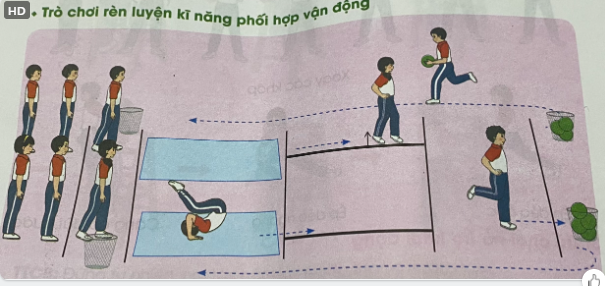 HD
+ Trò chơi rèn luyện kĩ năng phối hợp vận động